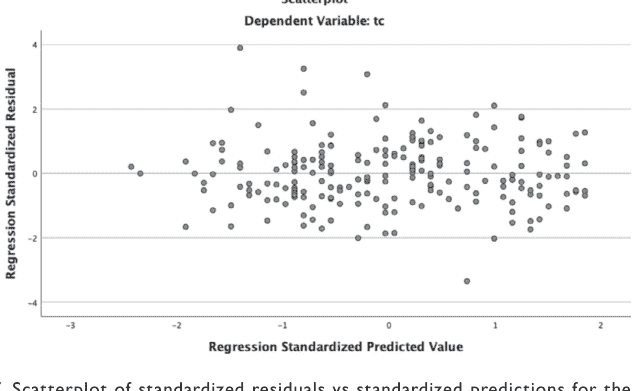 Scatterplot
Dependent Variable: tc
4
2
0
-2
-4
Regression Standardized Residual
-3
-2
-1
0
1
2
Regression Standardized Predicted Value
Scatterplot of standardized residuals vs standardized predictions for the